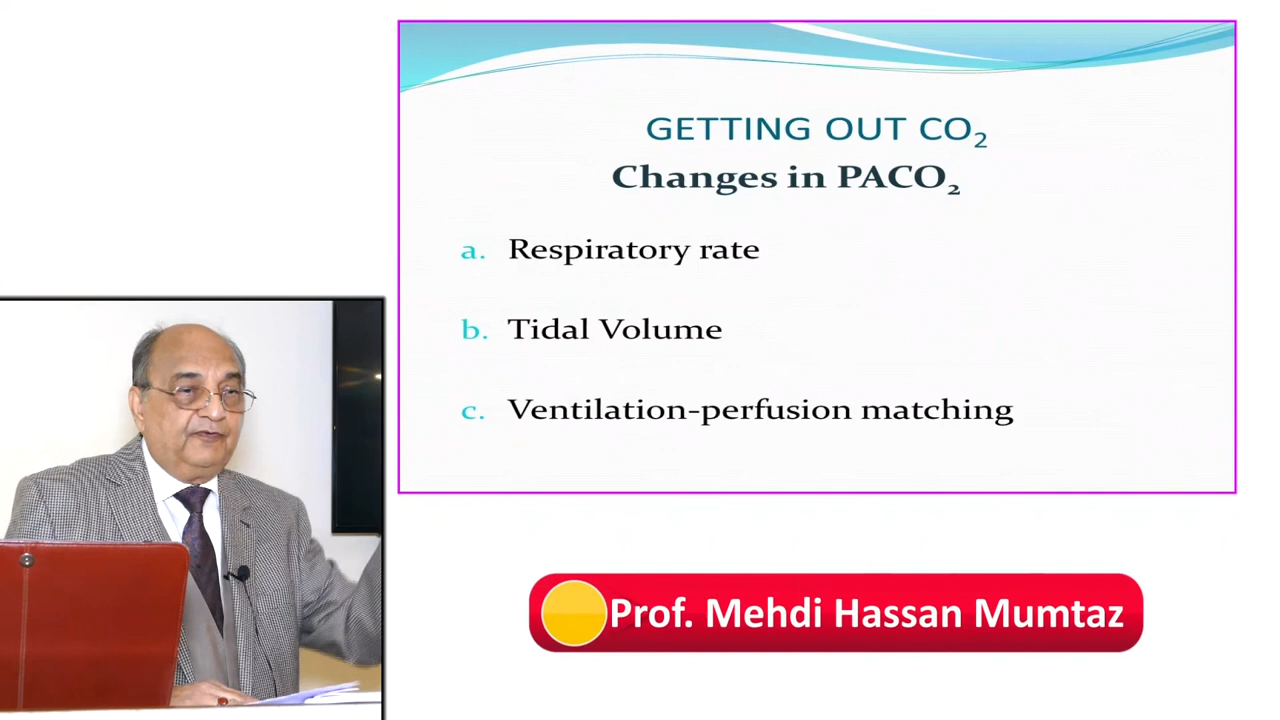 GETTING OUT CO₂
Changes in PACO₂
a. Respiratory rate
b. Tidal Volume
c. Ventilation-perfusion matching
Prof. Mehdi Hassan Mumtaz